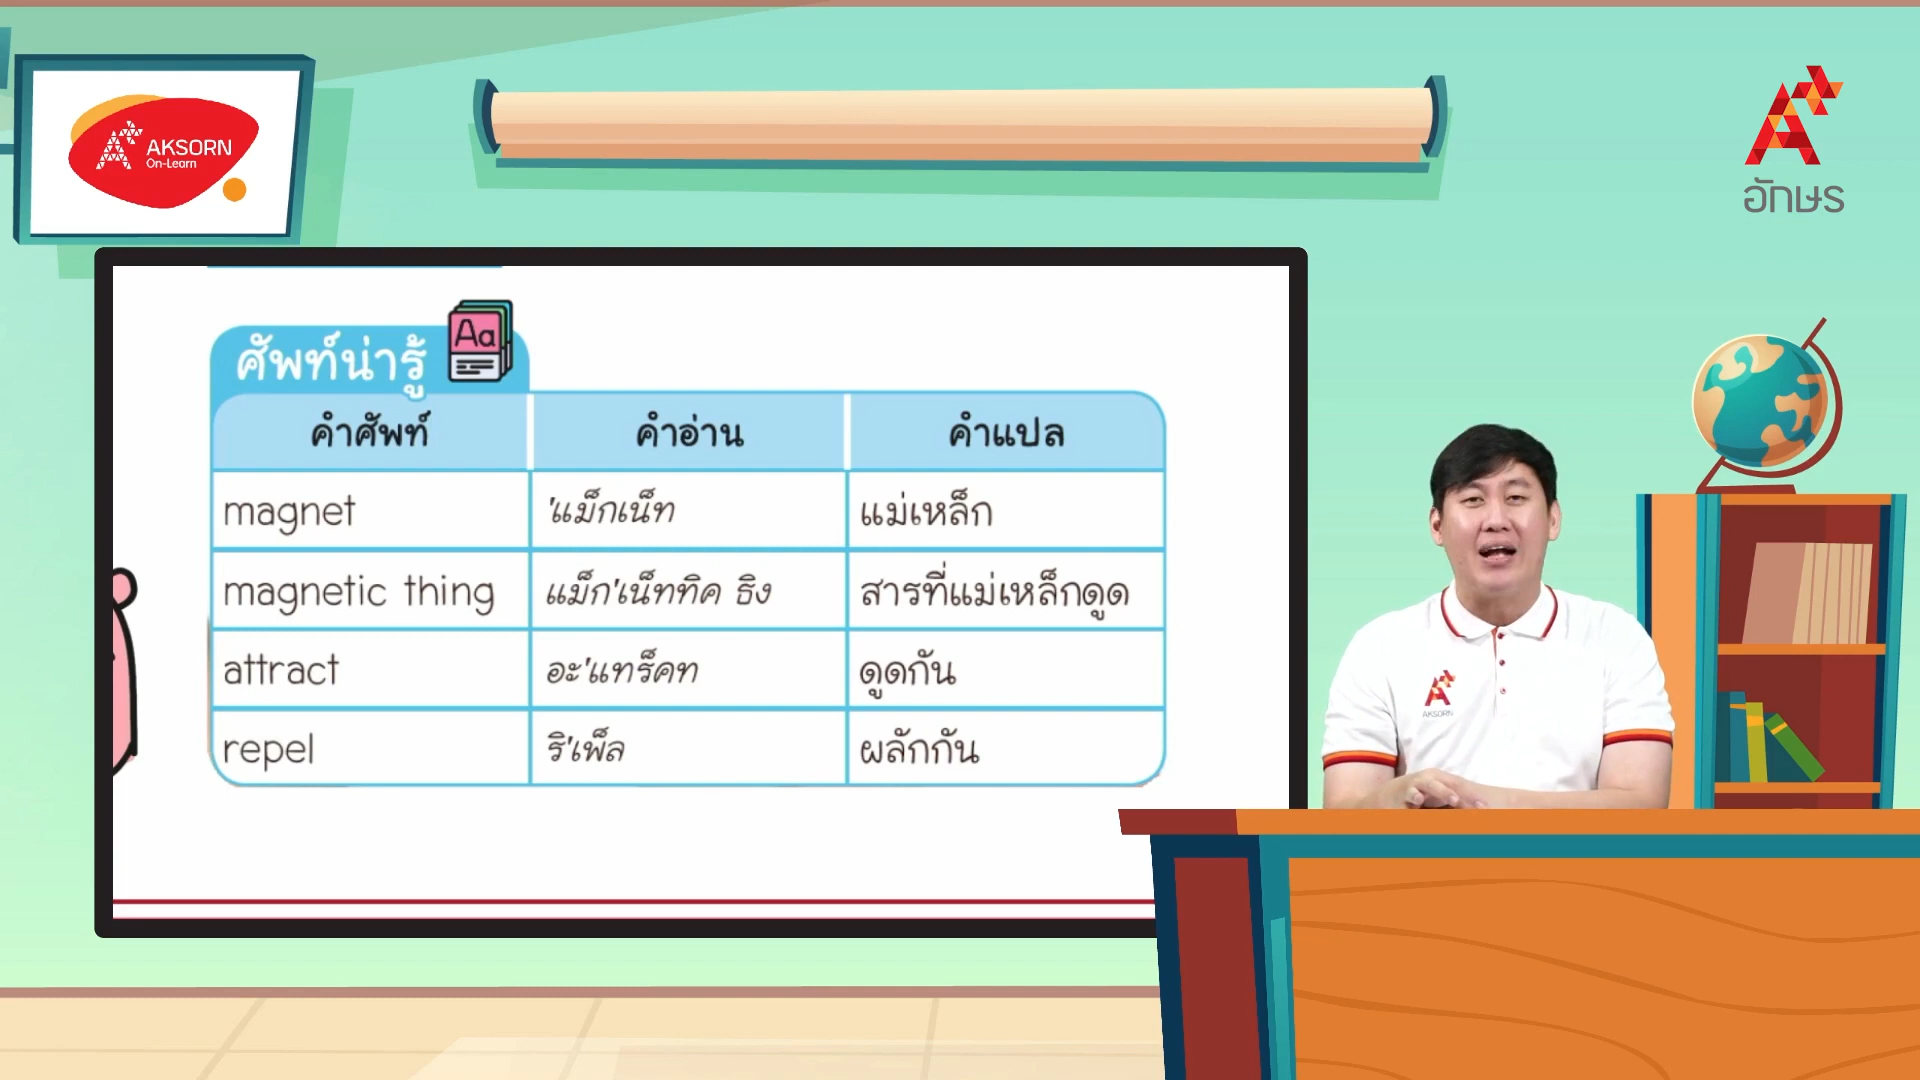 AKSORN
On-Learn
อักษร
ศัพท์น่ารู้
Aa
คำศัพท์ คำอ่าน คำแปล
magnet 'แม็กเน็ท แม่เหล็ก
magnetic thing แม็ก'เน็ททิค ธิง สารที่แม่เหล็กดูด
attract อะ'แทร็คท ดูดกัน
repel ริ'เพ็ล ผลักกัน
AKSORN